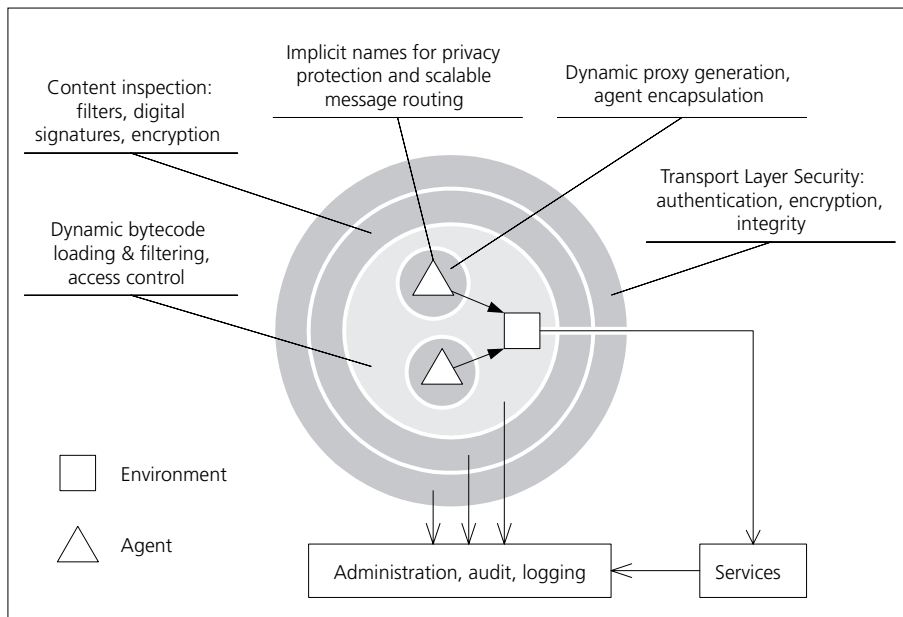 Implicit names for privacy
protection and scalable
message routing
Content inspection:
filters, digital
signatures, encryption
Dynamic proxy generation,
agent encapsulation
Transport Layer Security:
authentication, encryption,
integrity
Dynamic bytecode
loading & filtering,
access control
Environment
Agent
Administration, audit, logging
Services